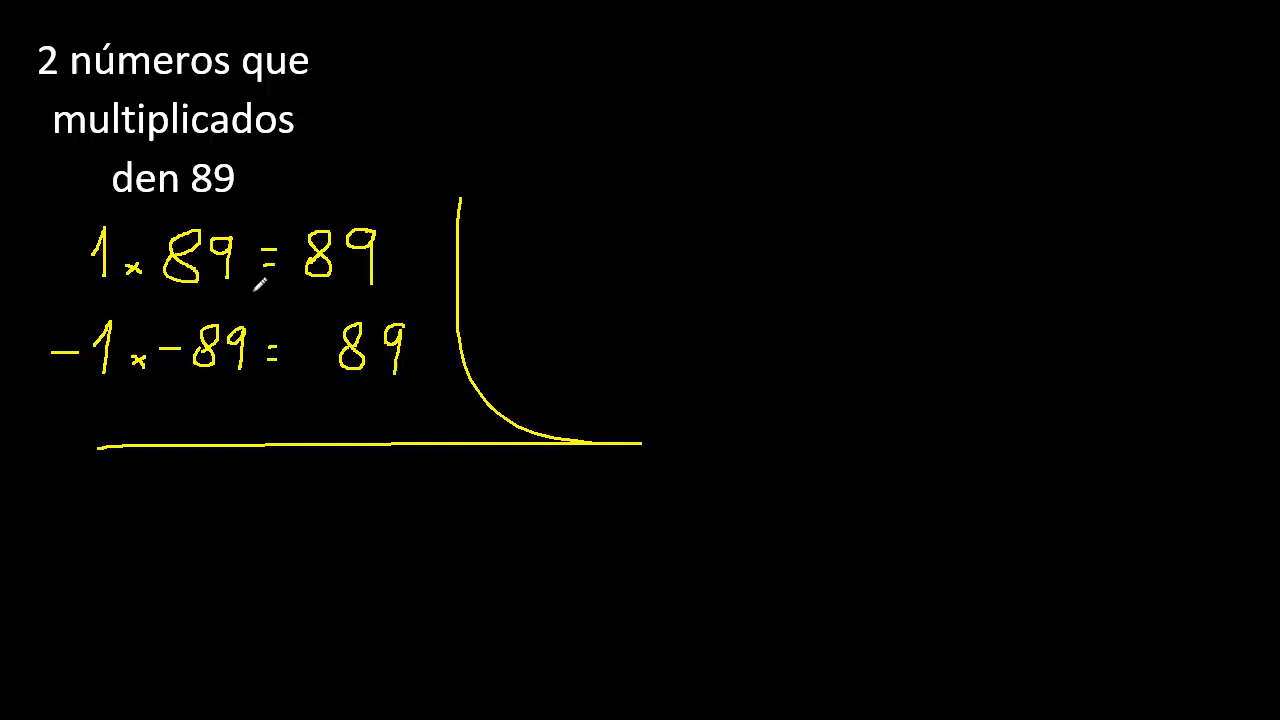 2 números que
multiplicados
den 89
1 × 89 = 89
-1 × -89 = 89